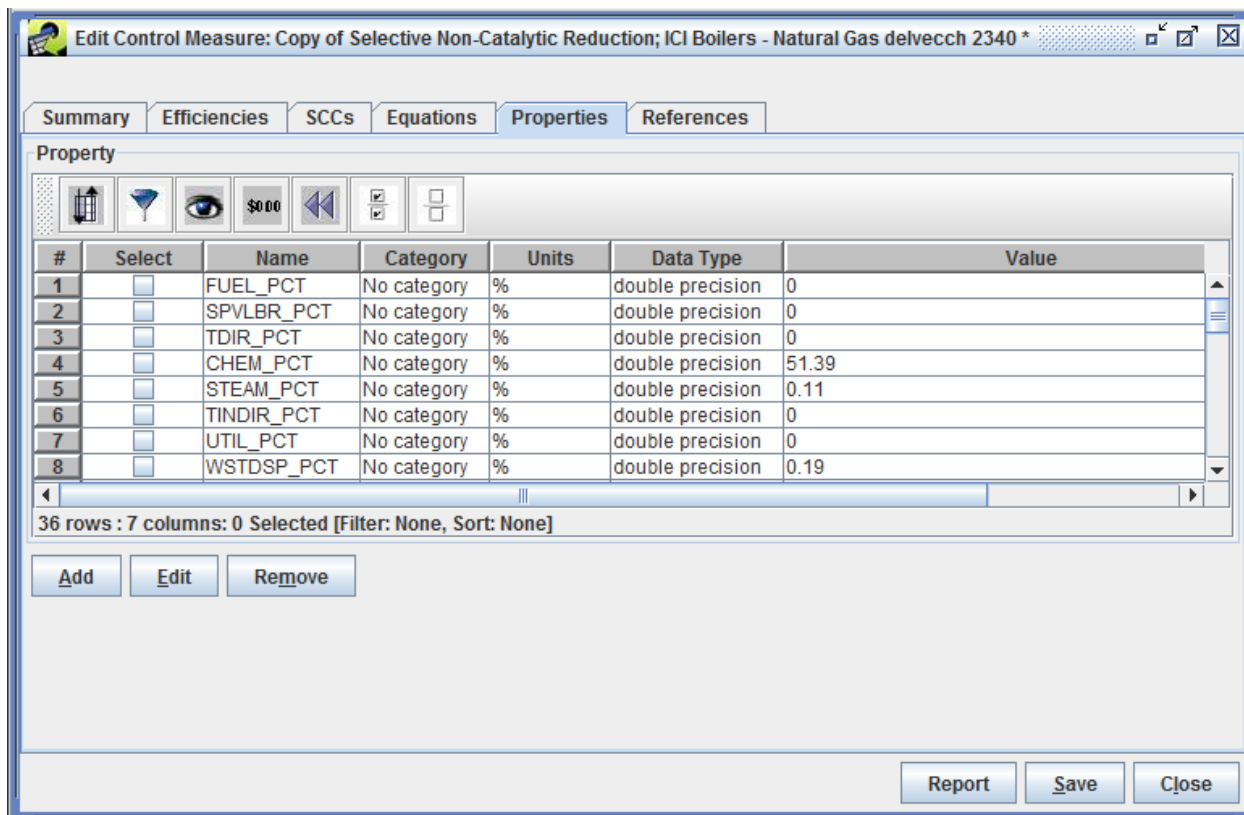 Edit Control Measure: Copy of Selective Non-Catalytic Reduction; ICI Boilers - Natural Gas delvecch 2340 *
Summary Efficiencies SCCs Equations Properties References
Property
$0.00
# Select Name Category Units Data Type Value
1 FUEL_PCT No category % double precision 0
2 SPVLBR_PCT No category % double precision 0
3 TDIR_PCT No category % double precision 0
4 CHEM_PCT No category % double precision 51.39
5 STEAM_PCT No category % double precision 0.11
6 TINDIR_PCT No category % double precision 0
7 UTIL_PCT No category % double precision 0
8 WSTDSP_PCT No category % double precision 0.19
36 rows : 7 columns: 0 Selected [Filter: None, Sort: None]
Add Edit Remove
Report Save Close